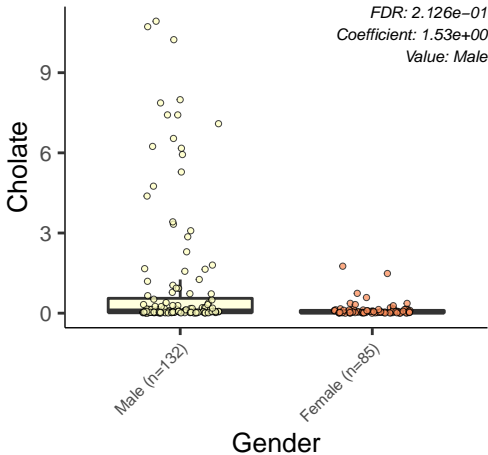 FDR: 2.126e−01
Coefficient: 1.53e+00
Value: Male
Cholate
9
6
3
0
Male (n=132)
Female (n=85)
Gender